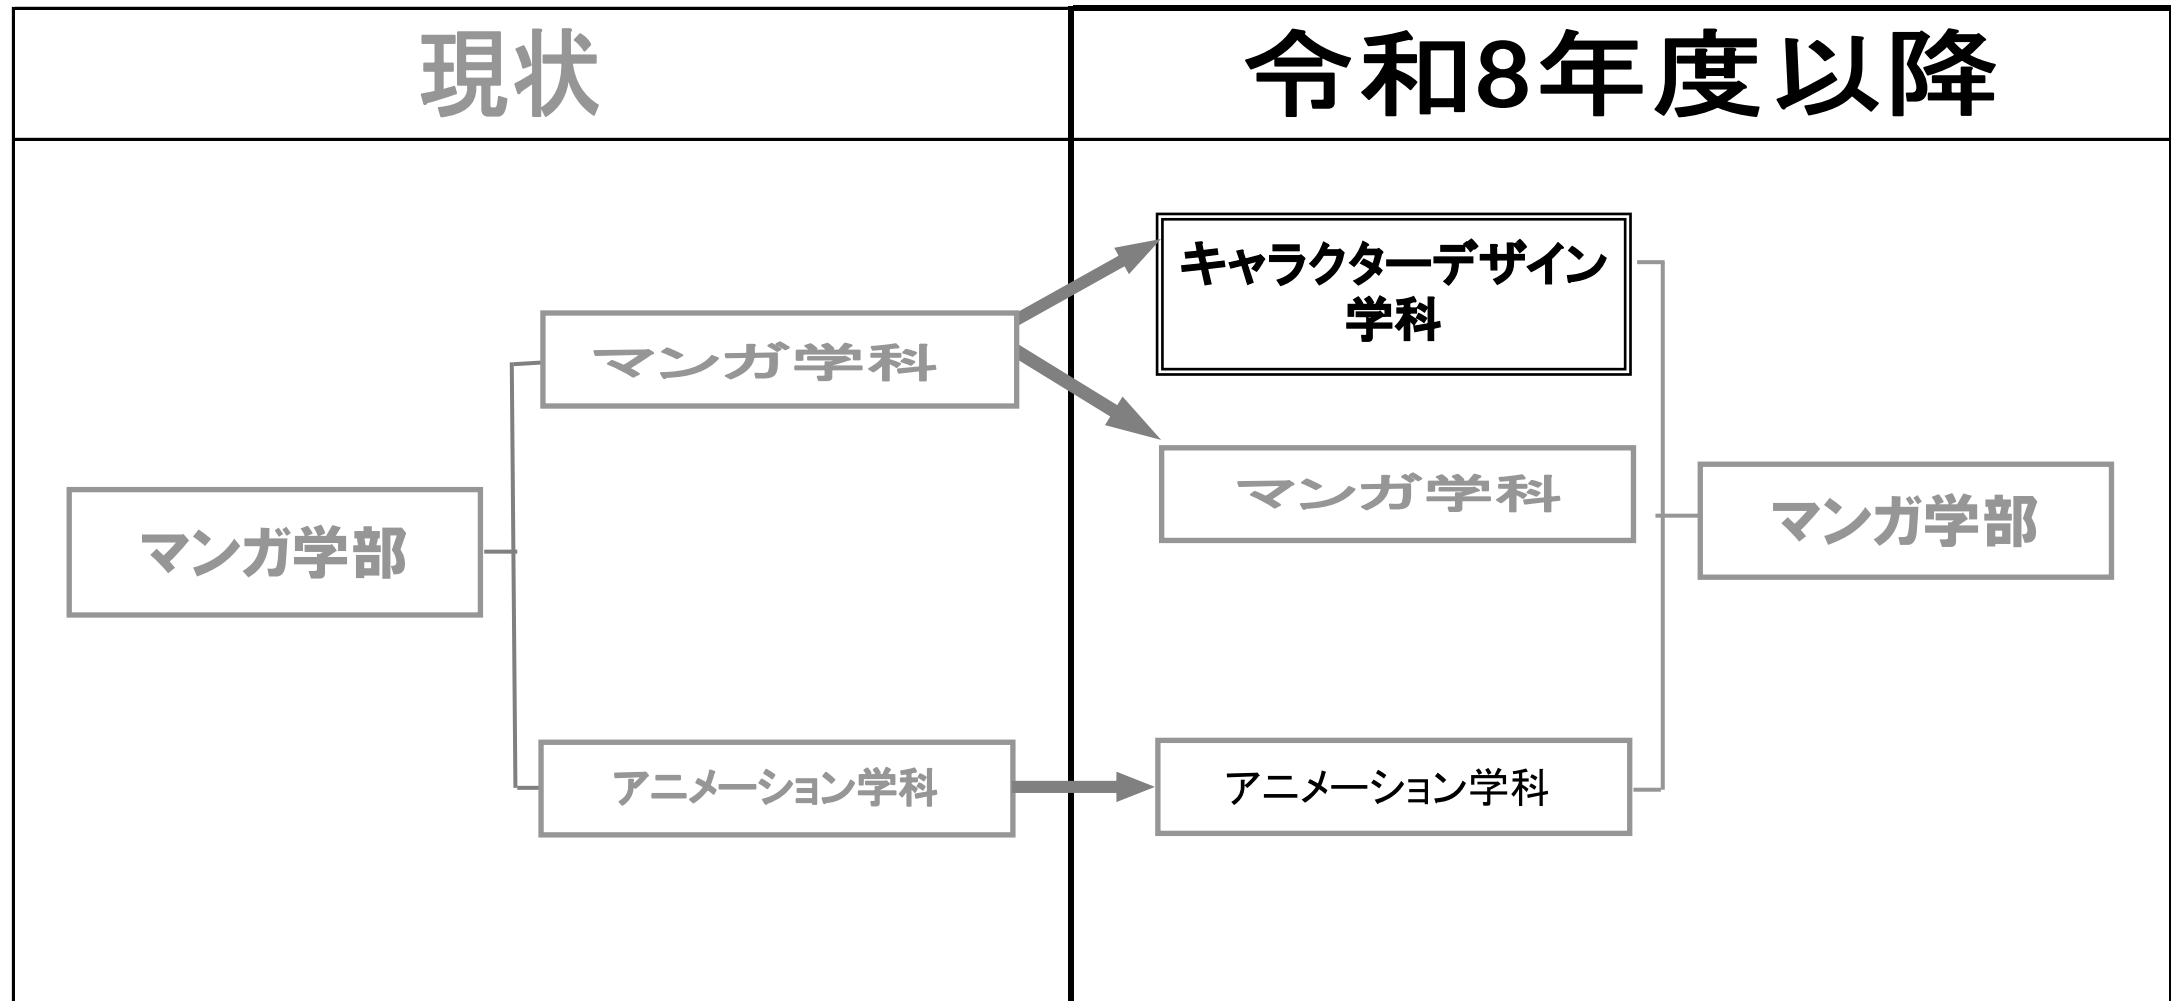 現状
令和8年度以降
マンガ学部
マンガ学科
アニメーション学科
キャラクターデザイン
学科
マンガ学科
アニメーション学科
マンガ学部